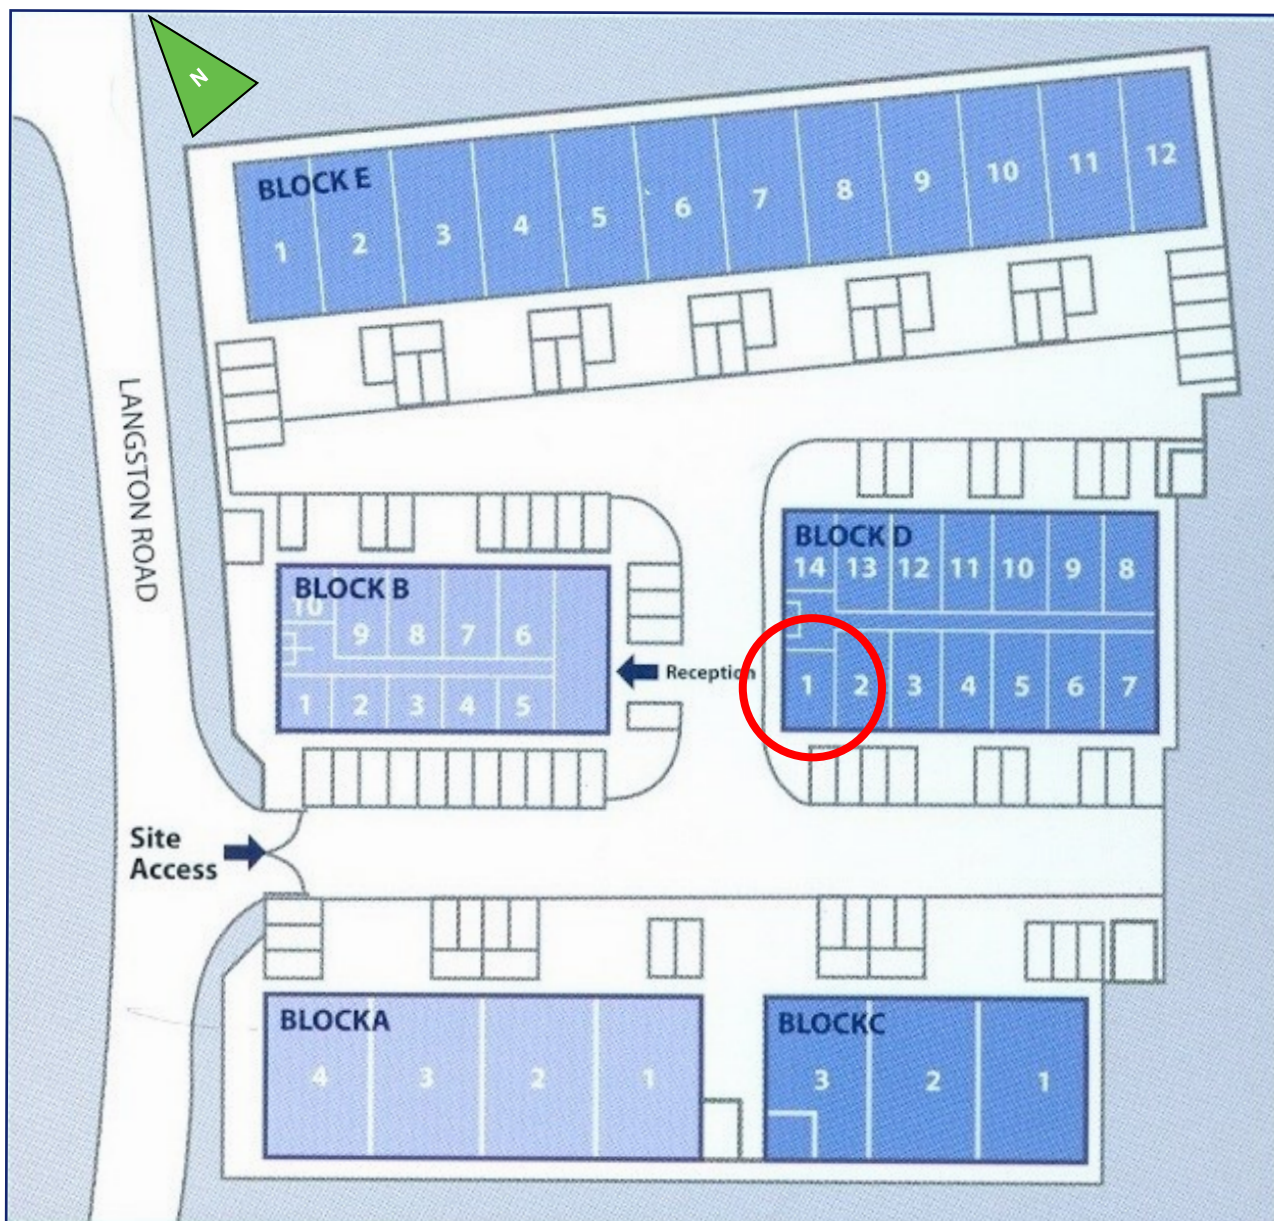 N
BLOCK E
1 2 3 4 5 6 7 8 9 10 11 12
LANGSTON ROAD
BLOCK B
10 9 8 7 6
1 2 3 4 5
Reception
BLOCK D
14 13 12 11 10 9 8
1 2 3 4 5 6 7
Site
Access
BLOCKA
4 3 2 1
BLOCKC
3 2 1